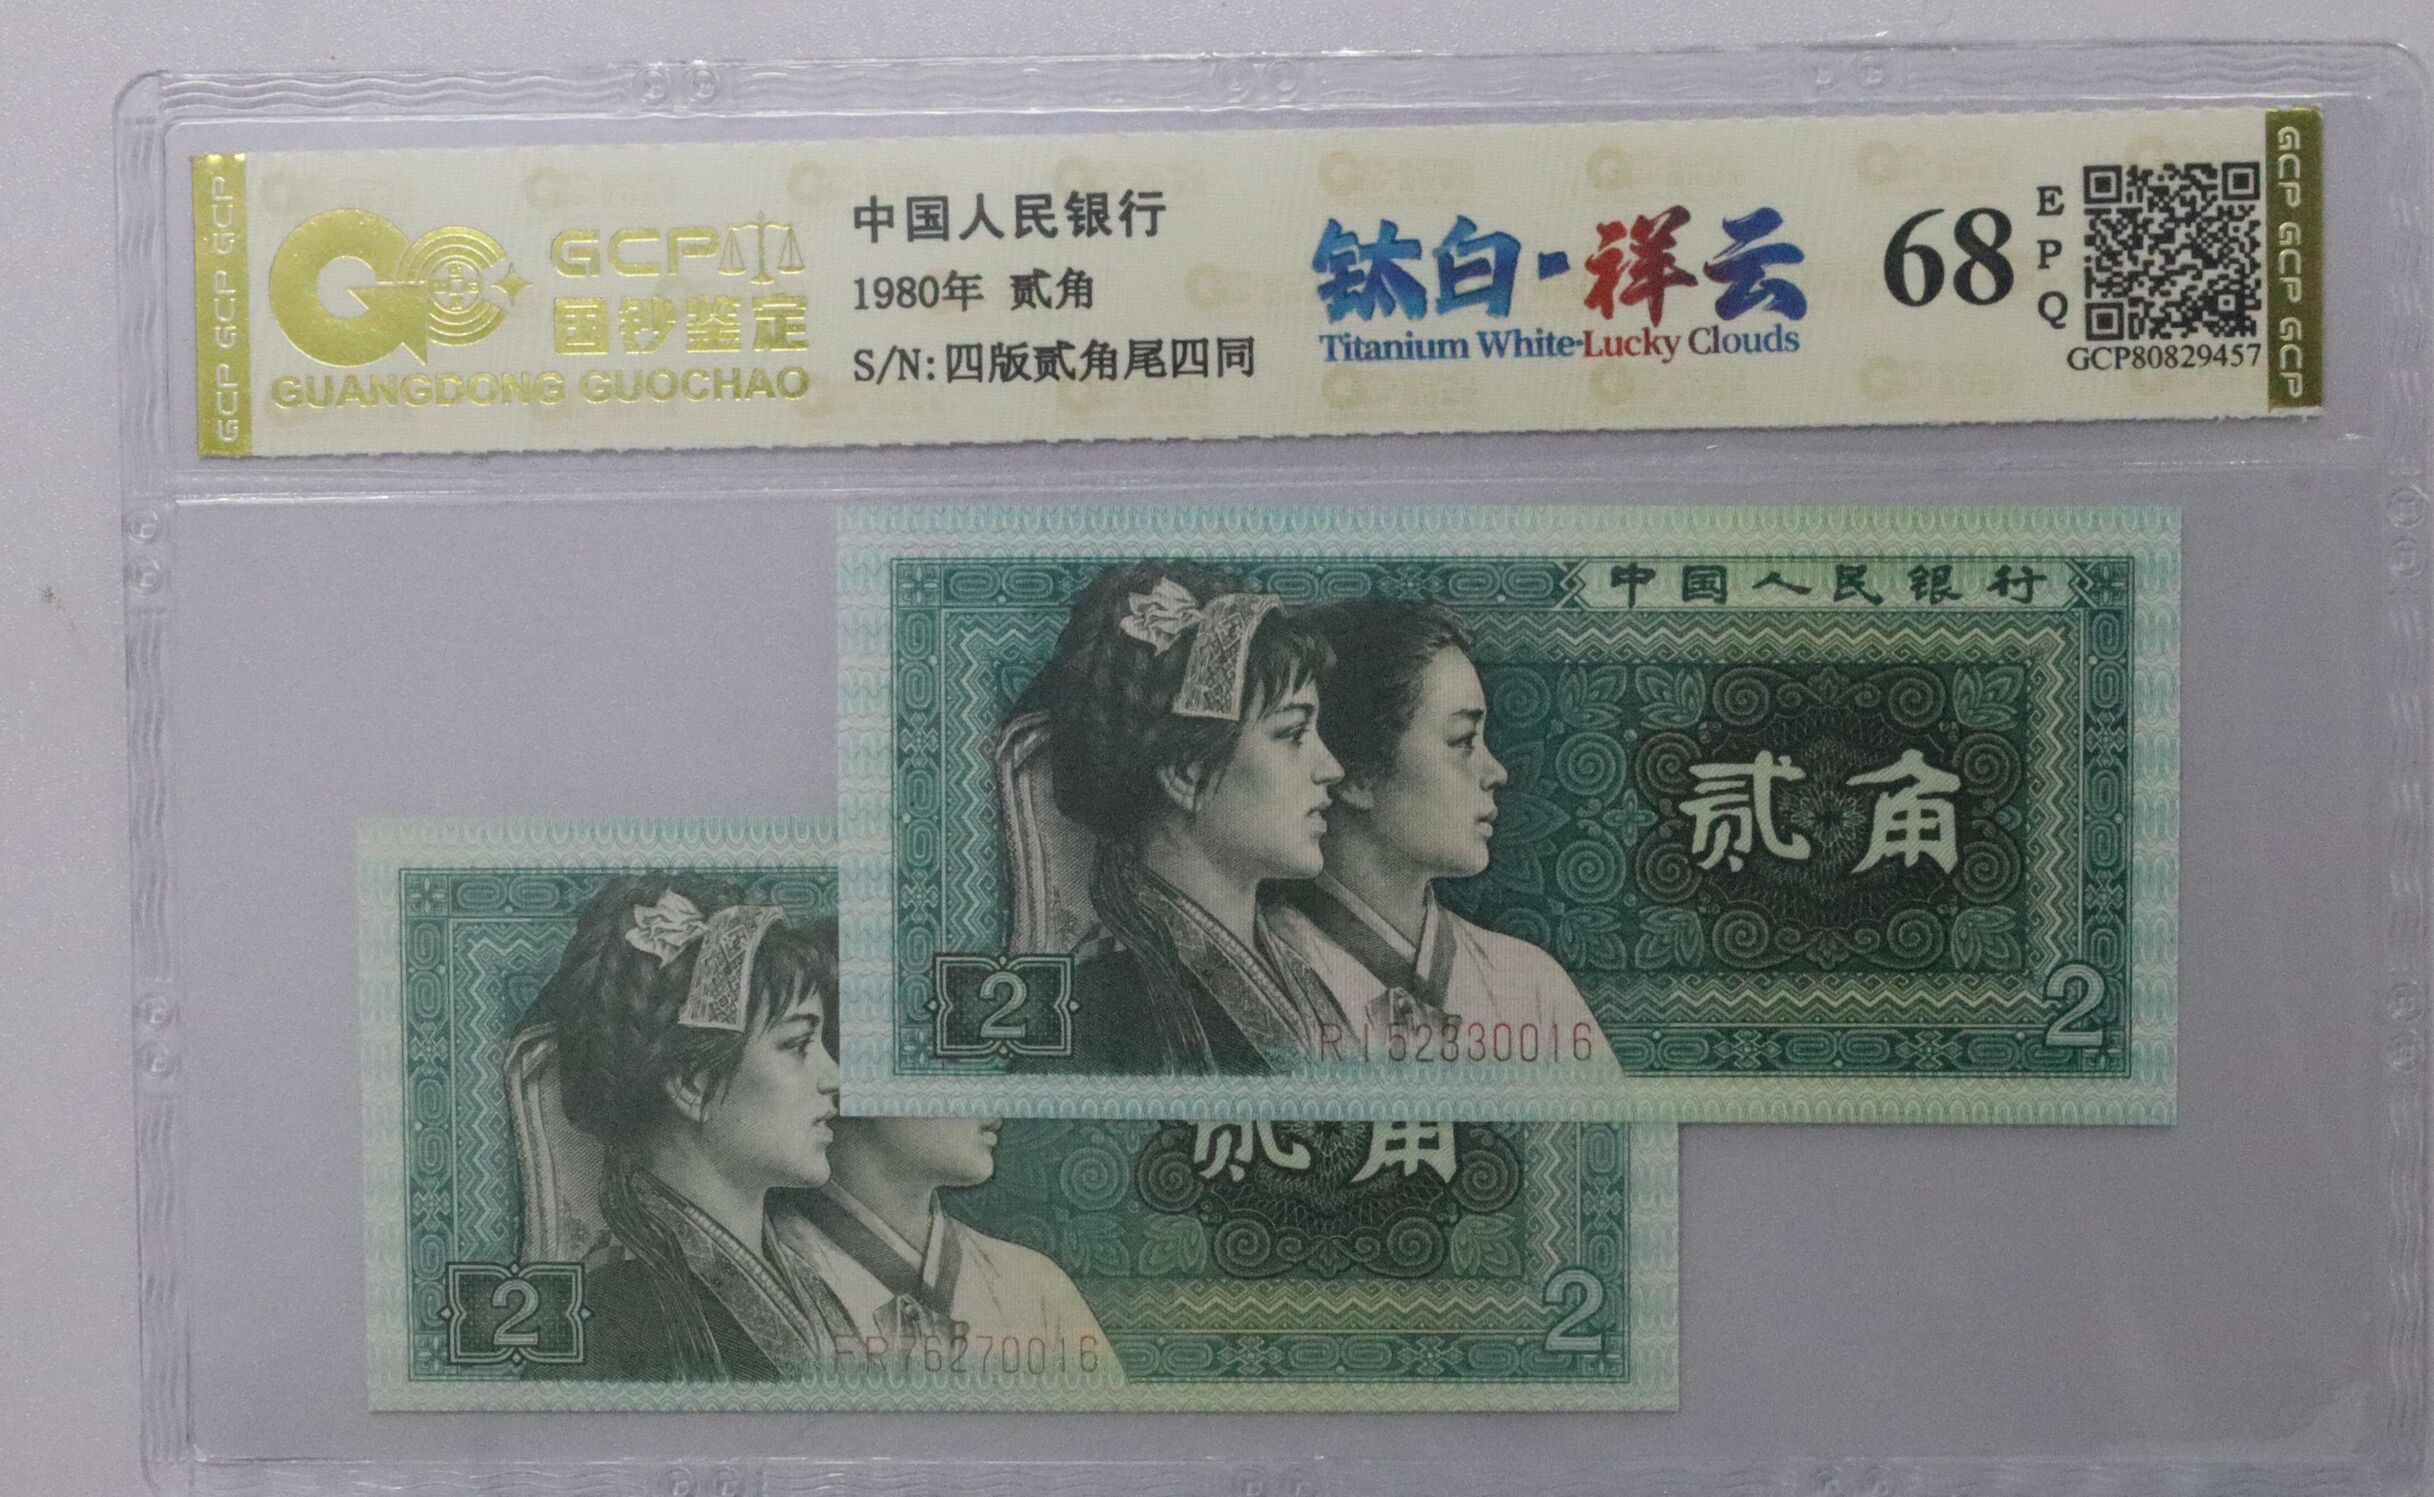 GCP GCP GCP
GCP
国钞鉴定
GUANGDONG GUOCHAO
中国人民银行
1980年 贰角
S/N: 四版贰角尾四同
钛白·祥云
Titanium White·Lucky Clouds
68
EPQ
GCP80829457
GCP GCP GCP
中国人民银行
贰角
2
RI52330016
2
贰角
2
FR76270016
2